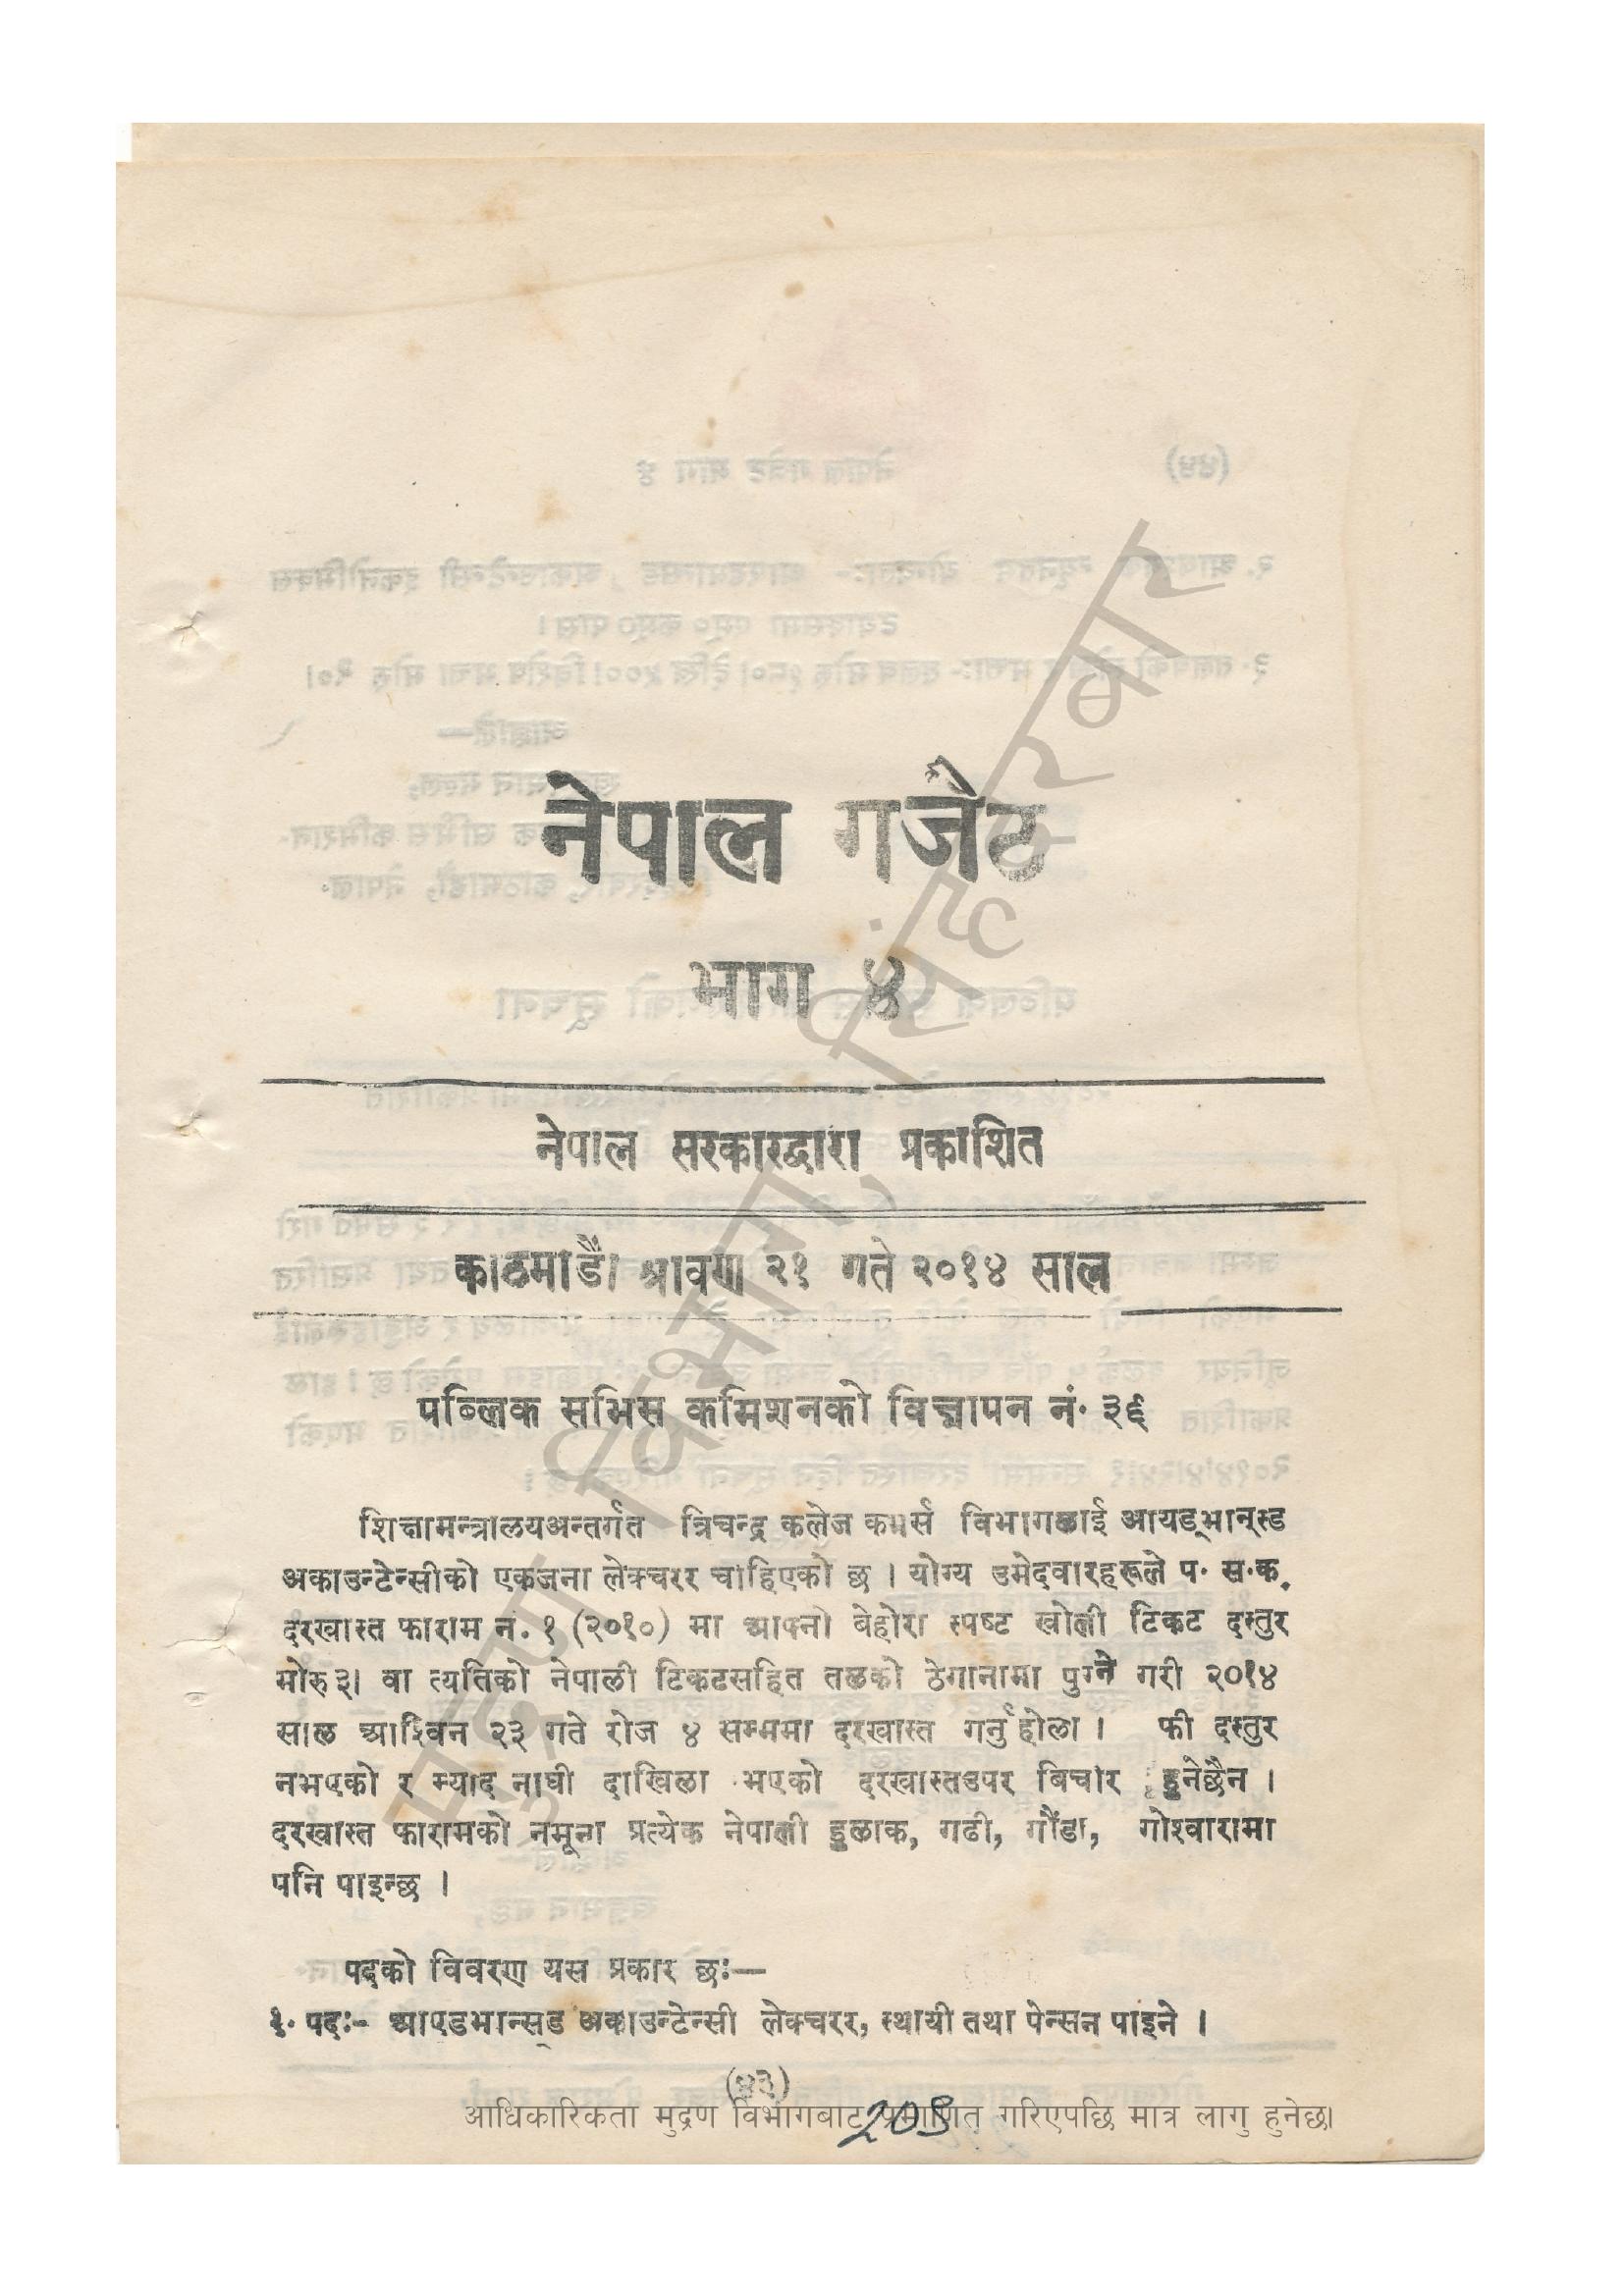 नेपाल गजेट
भाग ४
नेपाल सरकारद्वारा प्रकाशित
काठमाडौं श्रावण २१ गते २०१४ साल
पब्लिक सर्भिस कमिशनको विज्ञापन नं· ३९
शिक्षामन्त्रालयअन्तर्गत त्रिचन्द्र कलेज कमर्स विभागलाई आयड्भान्स्ड
अकाउन्टेन्सीको एकजना लेक्चरर चाहिएको छ । योग्य उमेदवारहरूले प· स·क.
दरखास्त फाराम नं. १ (२०१०) मा आफ्नो बेहोरा स्पष्ट खोली टिकट दस्तुर
मोरु ३। वा त्यतिको नेपाली टिकटसहित तलको ठेगानामा पुग्ने गरी २०१४
साल आश्विन २३ गते रोज ४ सम्ममा दरखास्त गर्नुहोला । फी दस्तुर
नभएको र म्याद नाघी दाखिला भएको दरखास्तउपर बिचार हुनेछैन ।
दरखास्त फारामको नमूना प्रत्येक नेपाली हुलाक, गढी, गौंडा, गोश्वारामा
पनि पाइन्छ ।
पदको विवरण यस प्रकार छः—
१· पदः- आएडभान्सड् अकाउन्टेन्सी लेक्चरर, स्थायी तथा पेन्सन पाइने ।
(४३)
आधिकारिकता मुद्रण विभागबाट प्रमाणित गरिएपछि मात्र लागु हुनेछ।
मुद्रण विभाग, सिंहदरबार